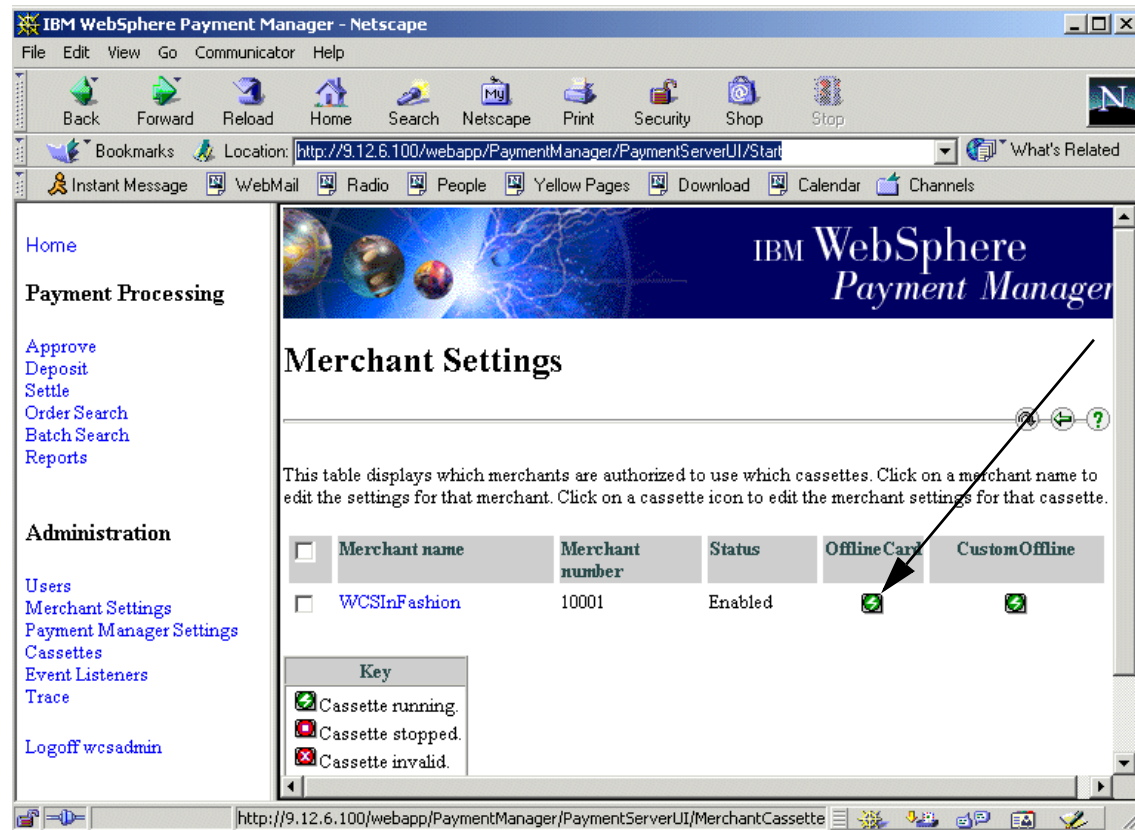 IBM WebSphere Payment Manager - Netscape
File Edit View Go Communicator Help
Back Forward Reload Home Search Netscape Print Security Shop Stop
My
N
Bookmarks Location: http://9.12.6.100/webapp/PaymentManager/PaymentServerUI/Start What's Related
Instant Message WebMail Radio People Yellow Pages Download Calendar Channels
Home
Payment Processing
Approve
Deposit
Settle
Order Search
Batch Search
Reports
Administration
Users
Merchant Settings
Payment Manager Settings
Cassettes
Event Listeners
Trace
Logoff wcsadmin
IBM WebSphere
Payment Manager
Merchant Settings
?
This table displays which merchants are authorized to use which cassettes. Click on a merchant name to
edit the settings for that merchant. Click on a cassette icon to edit the merchant settings for that cassette.
Merchant name Merchant number Status OfflineCard CustomOffline
WCSInFashion 10001 Enabled
Key
Cassette running.
Cassette stopped.
Cassette invalid.
http://9.12.6.100/webapp/PaymentManager/PaymentServerUI/MerchantCassette